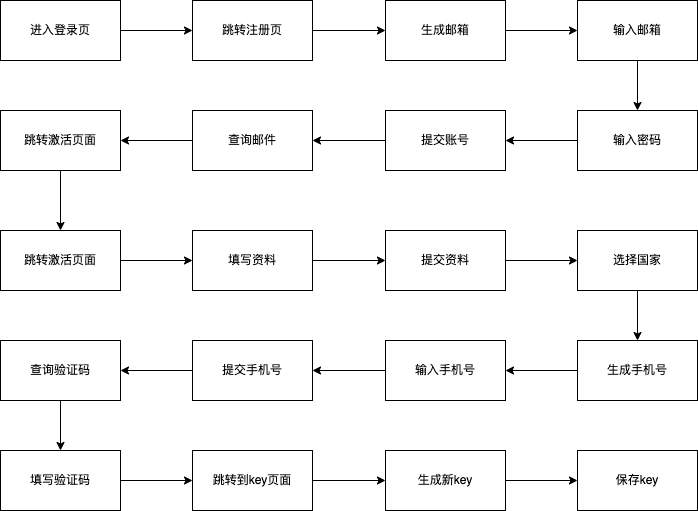 进入登录页
跳转注册页
生成邮箱
输入邮箱
跳转激活页面
查询邮件
提交账号
输入密码
跳转激活页面
填写资料
提交资料
选择国家
查询验证码
提交手机号
输入手机号
生成手机号
填写验证码
跳转到key页面
生成新key
保存key